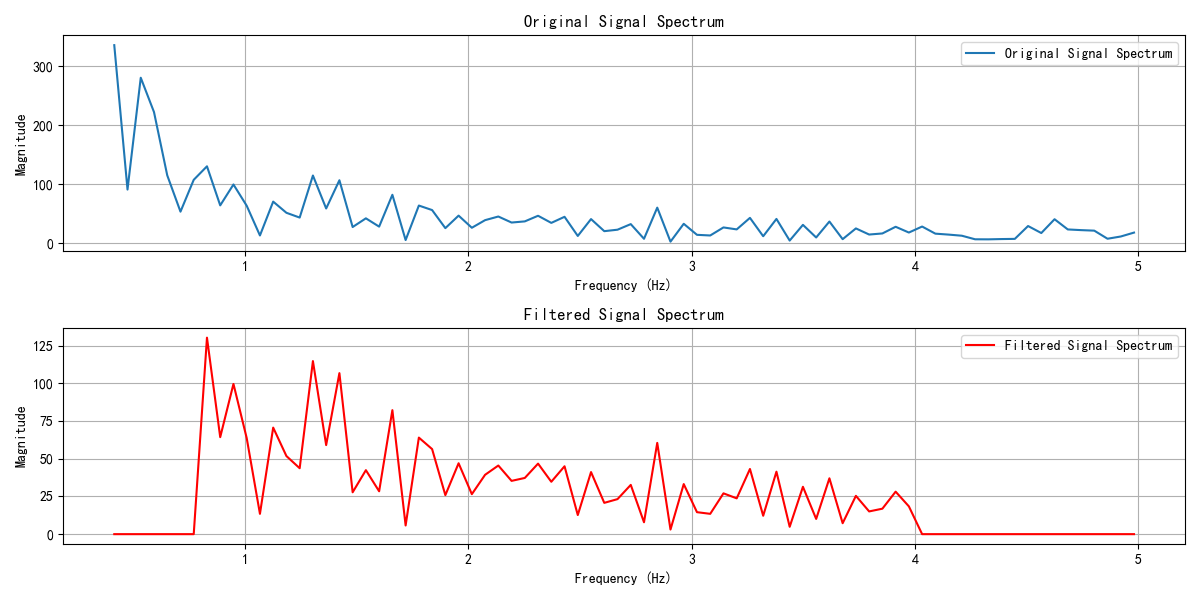 Original Signal Spectrum
Original Signal Spectrum
300
200
100
0
Magnitude
1 2 3 4 5
Frequency (Hz)
Filtered Signal Spectrum
Filtered Signal Spectrum
125
100
75
50
25
0
Magnitude
1 2 3 4 5
Frequency (Hz)